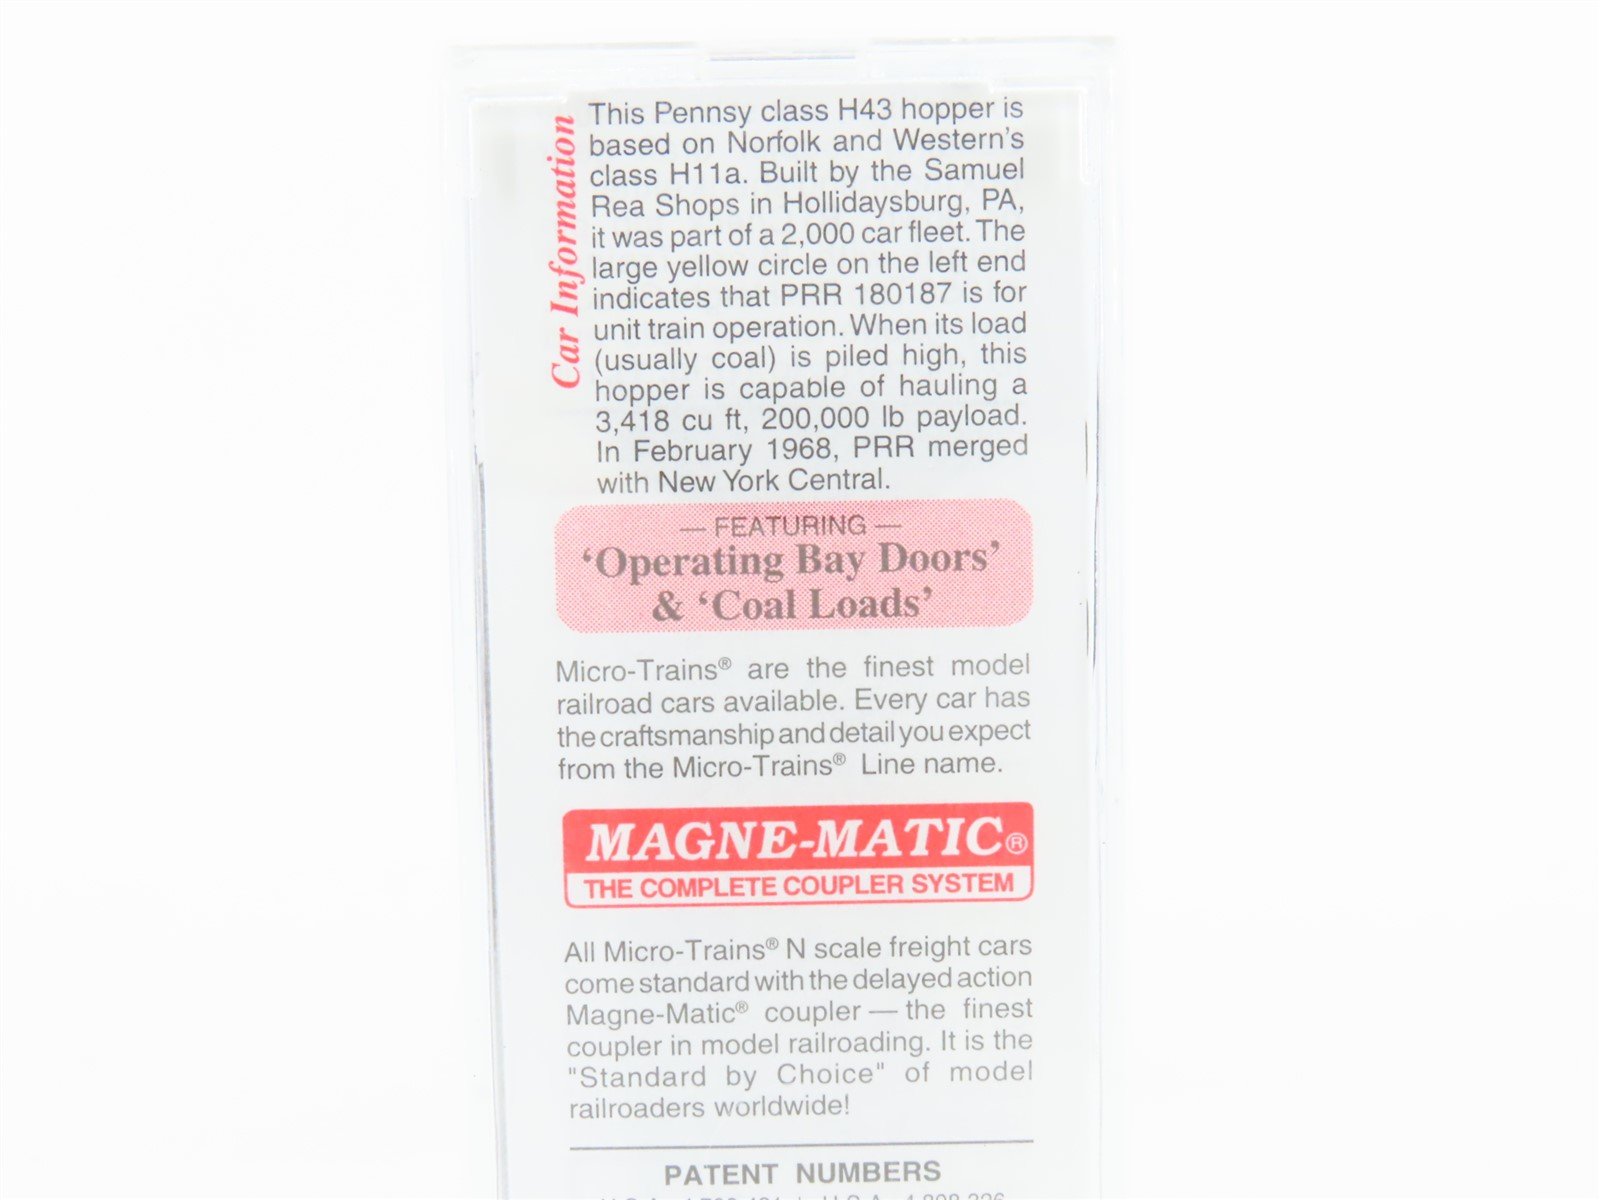 Car Information
This Pennsy class H43 hopper is
based on Norfolk and Western's
class H11a. Built by the Samuel
Rea Shops in Hollidaysburg, PA,
it was part of a 2,000 car fleet. The
large yellow circle on the left end
indicates that PRR 180187 is for
unit train operation. When its load
(usually coal) is piled high, this
hopper is capable of hauling a
3,418 cu ft, 200,000 lb payload.
In February 1968, PRR merged
with New York Central.
— FEATURING —
'Operating Bay Doors'
& 'Coal Loads'
Micro-Trains® are the finest model
railroad cars available. Every car has
the craftsmanship and detail you expect
from the Micro-Trains® Line name.
MAGNE-MATIC®
THE COMPLETE COUPLER SYSTEM
All Micro-Trains® N scale freight cars
come standard with the delayed action
Magne-Matic® coupler — the finest
coupler in model railroading. It is the
"Standard by Choice" of model
railroaders worldwide!
PATENT NUMBERS